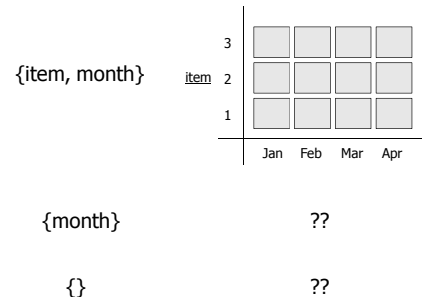 3
{item, month}
item 2
1
Jan Feb Mar Apr
{month} ??
{} ??